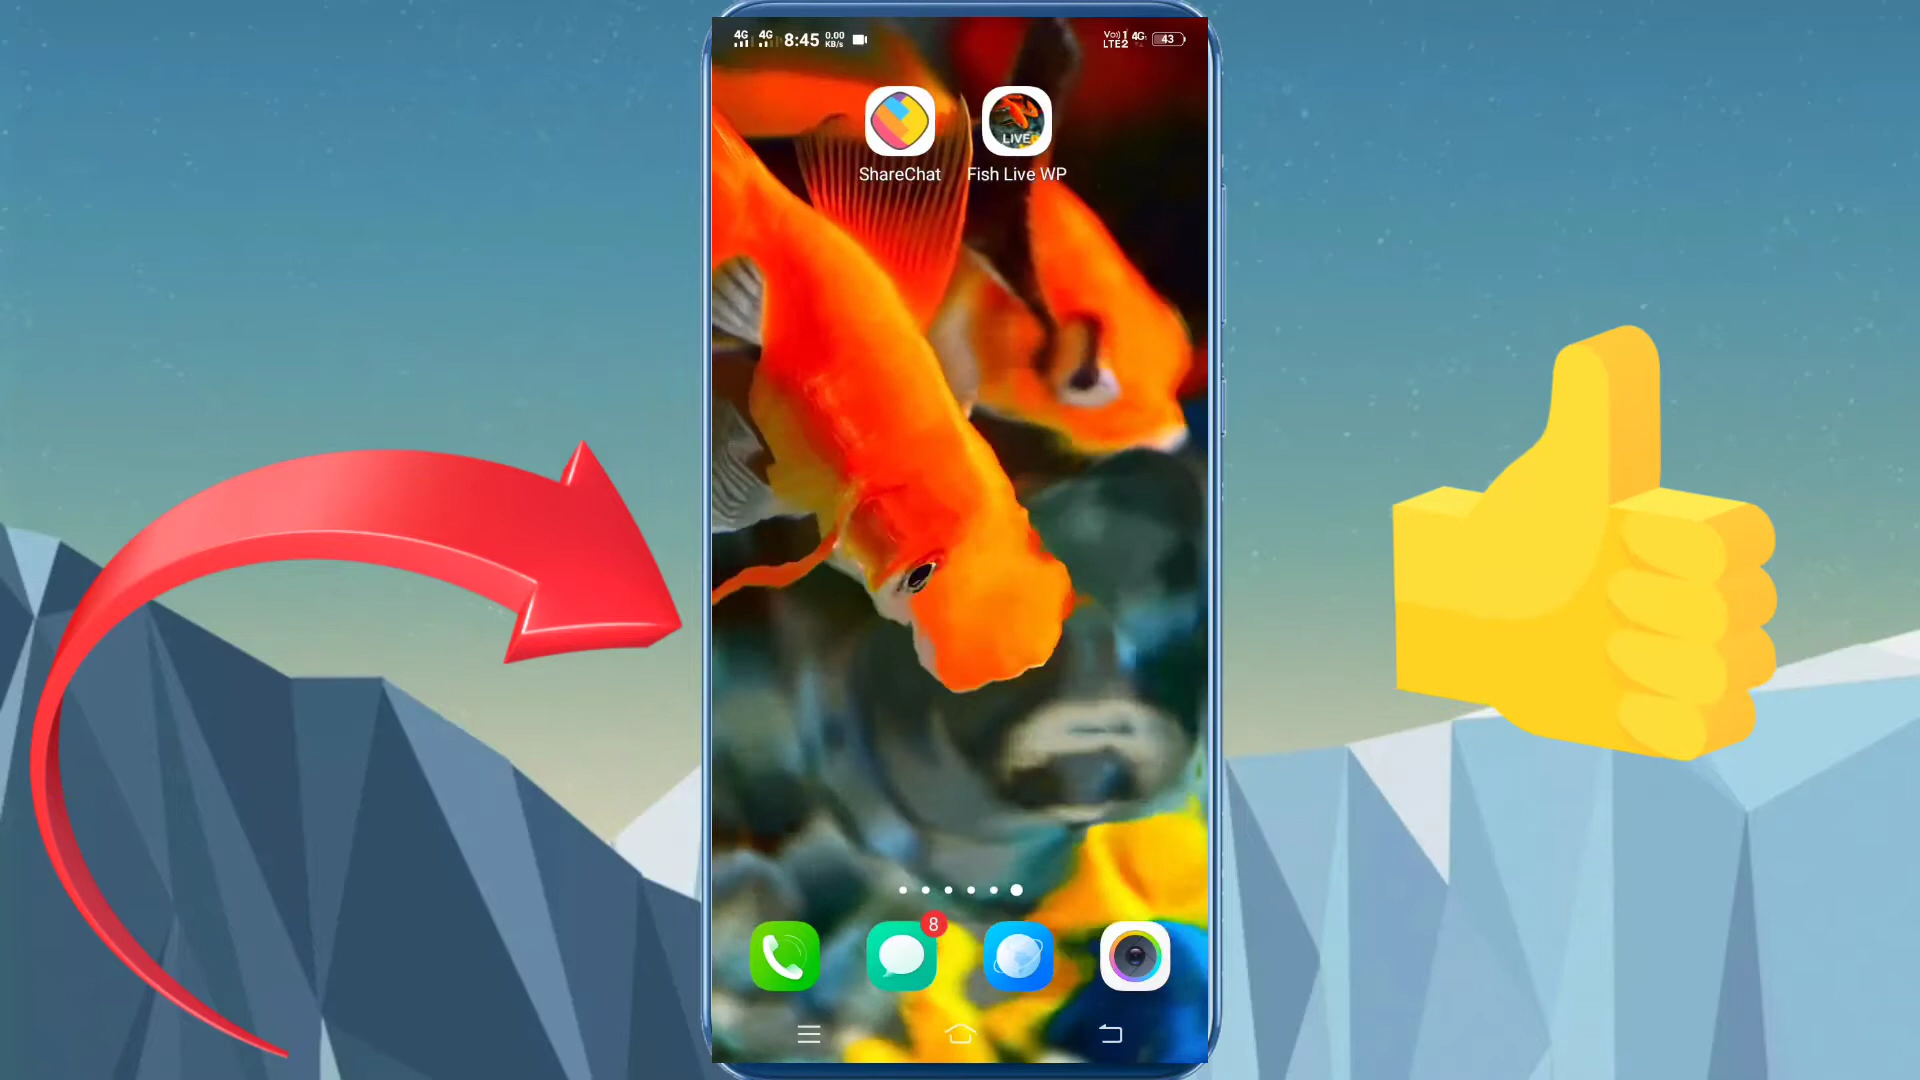 4G 4G 8:45 0.00 KB/s
Vo)) 1 4G LTE2 43
LIVE
ShareChat Fish Live WP
8